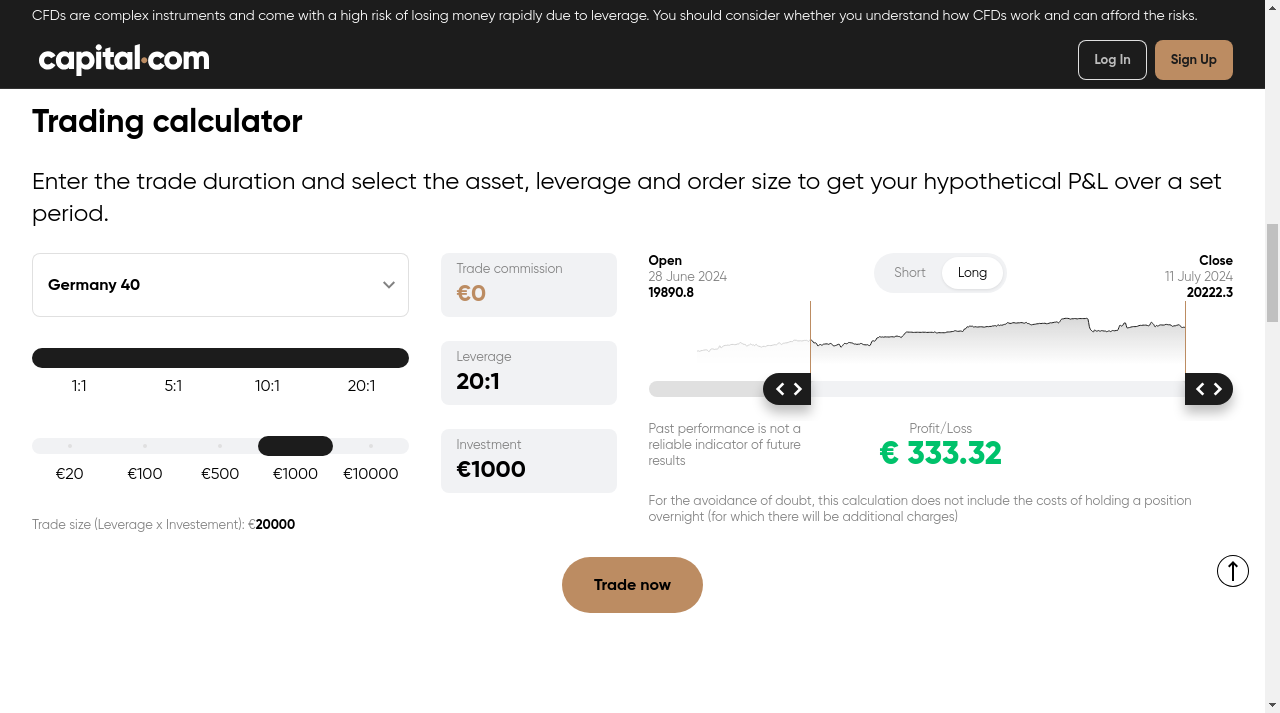 CFDs are complex instruments and come with a high risk of losing money rapidly due to leverage. You should consider whether you understand how CFDs work and can afford the risks.
capital.com
Log In
Sign Up
Trading calculator
Enter the trade duration and select the asset, leverage and order size to get your hypothetical P&L over a set
period.
Germany 40
1:1 5:1 10:1 20:1
€20 €100 €500 €1000 €10000
Trade size (Leverage x Investement): €20000
Trade commission
€0
Leverage
20:1
Investment
€1000
Open
28 June 2024
19890.8
Short Long
Close
11 July 2024
20222.3
Past performance is not a
reliable indicator of future
results
Profit/Loss
€ 333.32
For the avoidance of doubt, this calculation does not include the costs of holding a position
overnight (for which there will be additional charges)
Trade now